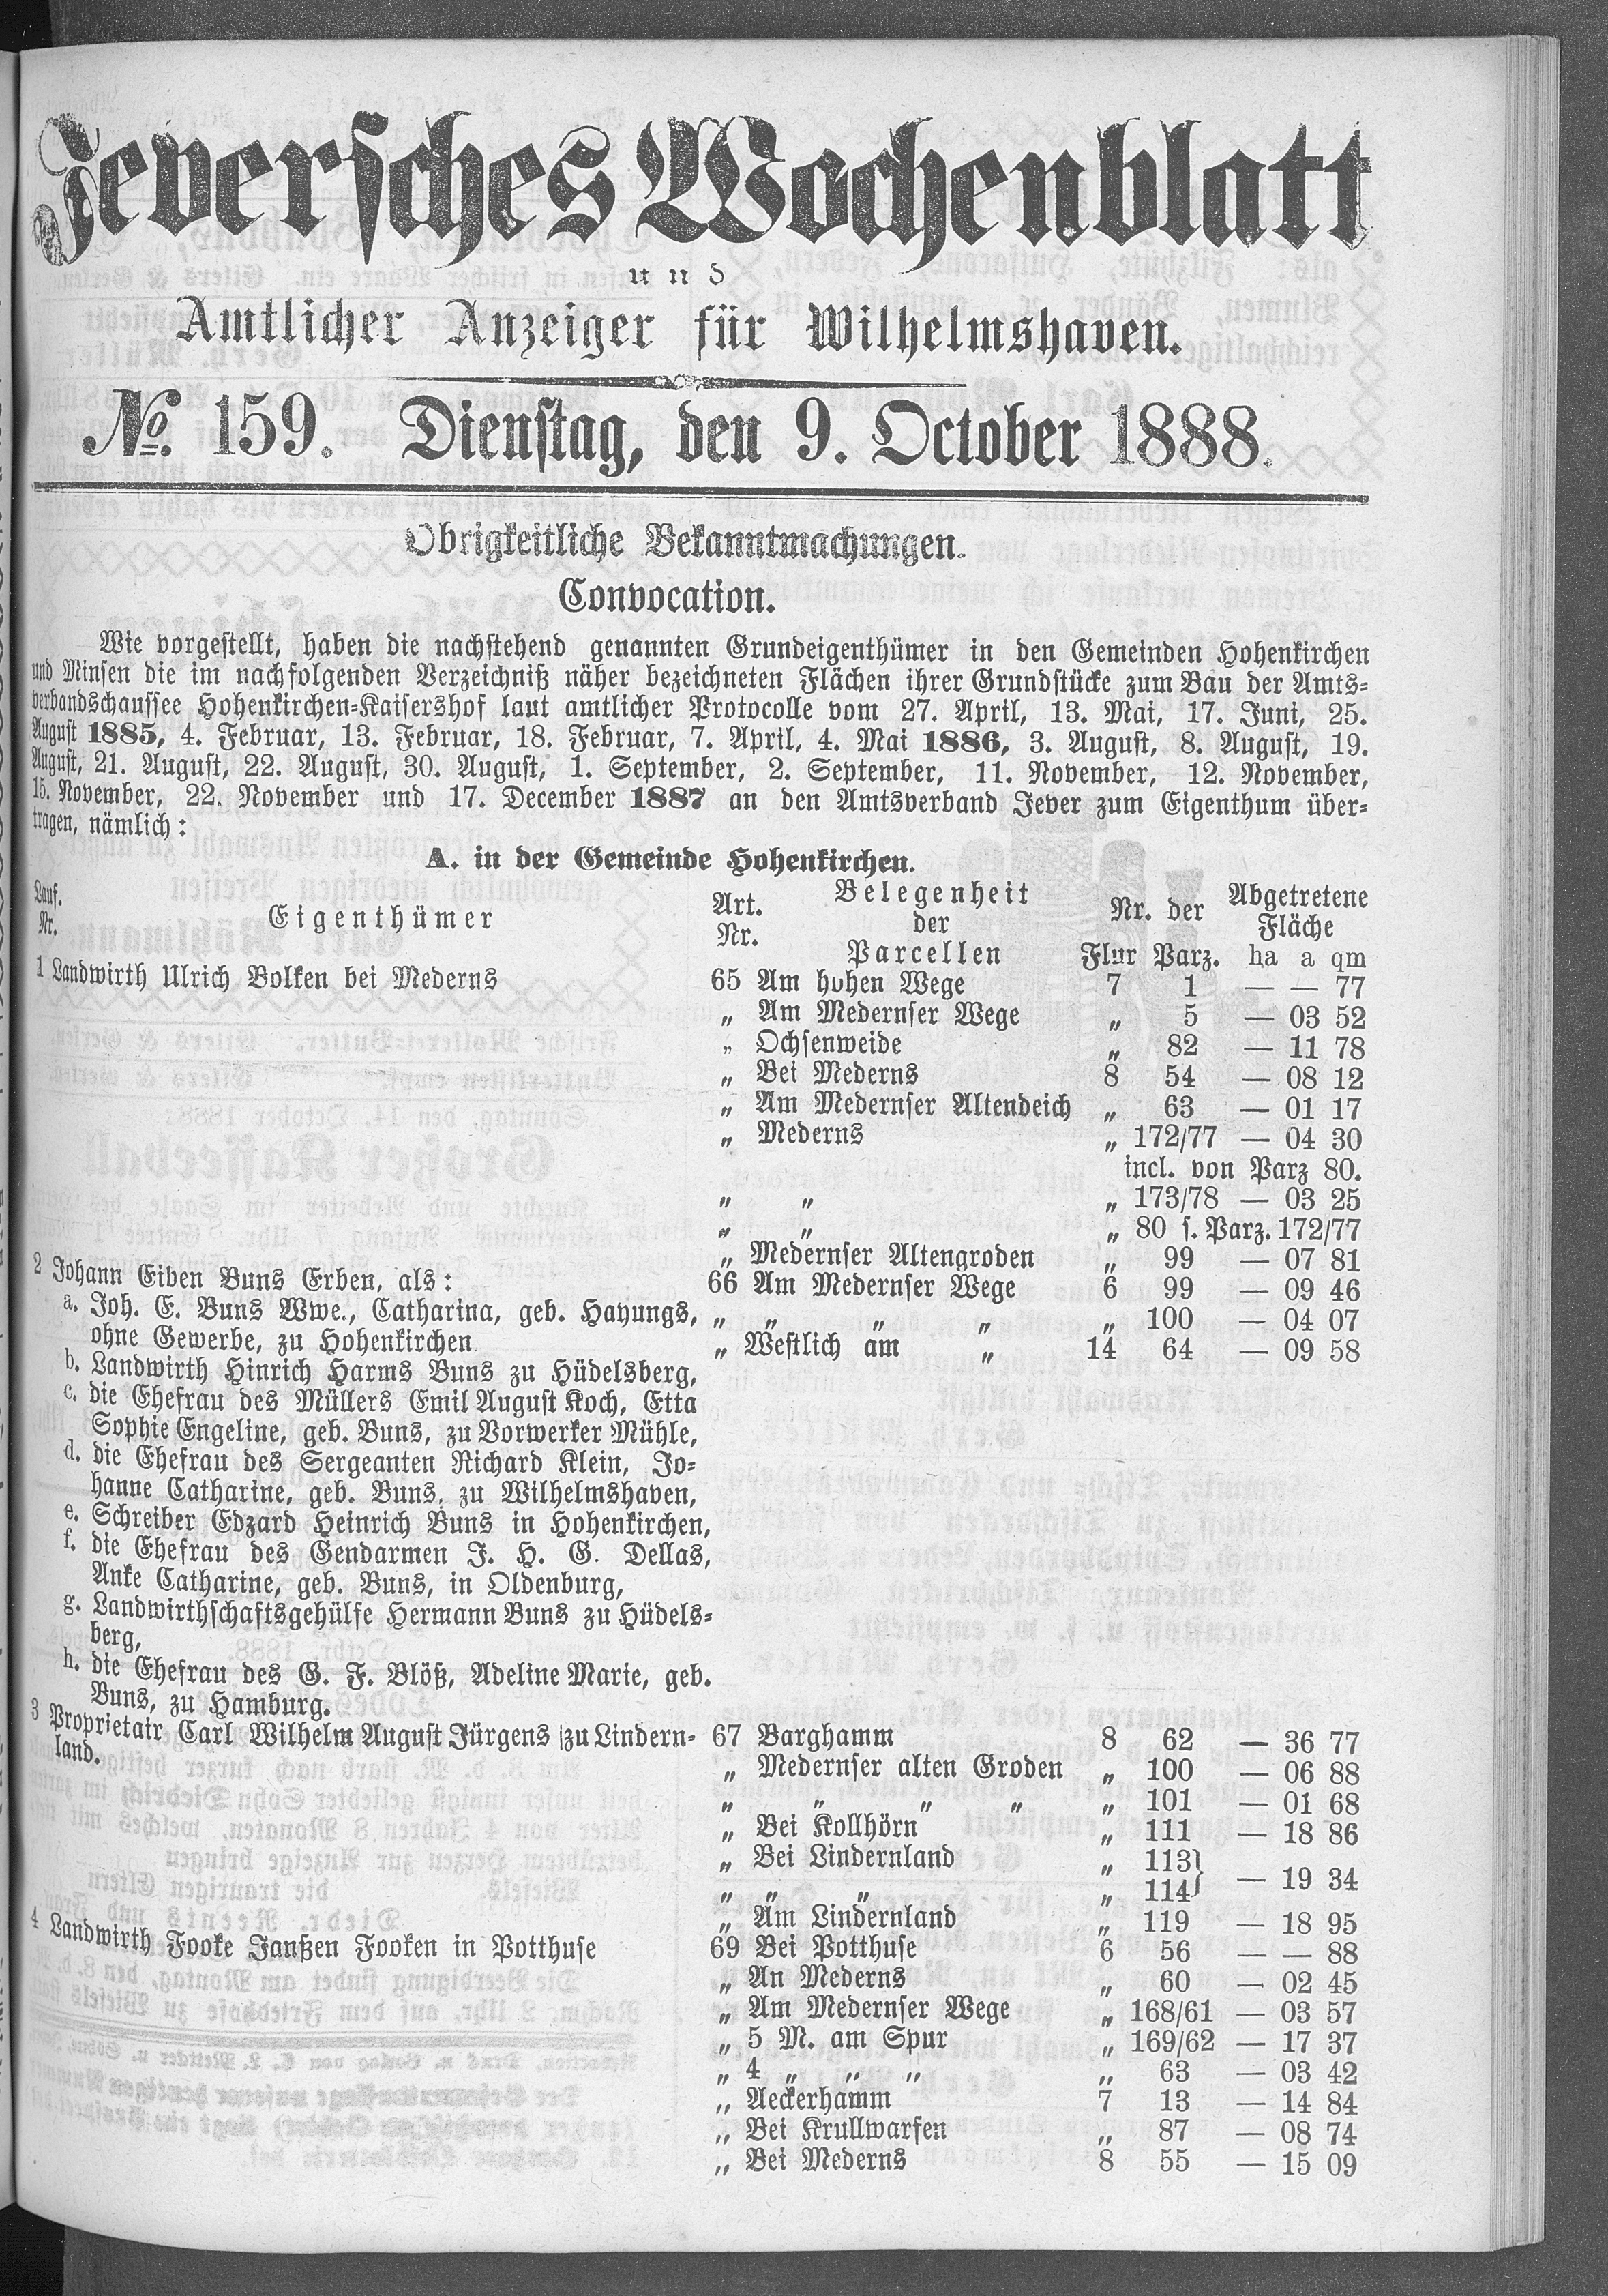 Jeversches Wochenblatt
und
Amtlicher Anzeiger für Wilhelmshaven.
№ 159. Dienstag, den 9. October 1888.
Obrigkeitliche Bekanntmachungen.
Convocation.
Wie vorgestellt, haben die nachstehend genannten Grundeigenthümer in den Gemeinden Hohenkirchen
und Minsen die im nachfolgenden Verzeichniß näher bezeichneten Flächen ihrer Grundstücke zum Bau der Amts-
verbandschaussee Hohenkirchen-Kaisershof laut amtlicher Protocolle vom 27. April, 13. Mai, 17. Juni, 25.
August 1885, 4. Februar, 13. Februar, 18. Februar, 7. April, 4. Mai 1886, 3. August, 8. August, 19.
August, 21. August, 22. August, 30. August, 1. September, 2. September, 11. November, 12. November,
15. November, 22. November und 17. December 1887 an den Amtsverband Jever zum Eigenthum über-
tragen, nämlich:
A. in der Gemeinde Hohenkirchen.
Lauf. Nr. Eigenthümer Art. Nr. Belegenheit der Parcellen Nr. der Flur Parz. Abgetretene Fläche ha a qm
1 Landwirth Ulrich Bolken bei Mederns 65 Am hohen Wege 7 1 — — 77
„ Am Medernser Wege „ 5 — 03 52
„ Ochsenweide „ 82 — 11 78
„ Bei Mederns 8 54 — 08 12
„ Am Medernser Altendeich „ 63 — 01 17
„ Mederns „ 172/77 — 04 30
incl. von Parz 80.
„ „ „ 173/78 — 03 25
„ „ „ 80 s. Parz. 172/77
„ Medernser Altengroden „ 99 — 07 81
2 Johann Eiben Buns Erben, als: 66 Am Medernser Wege 6 99 — 09 46
a. Joh. E. Buns Wwe., Catharina, geb. Hayungs, „ „ „ „ „ 100 — 04 07
ohne Gewerbe, zu Hohenkirchen „ Westlich am „ 14 64 — 09 58
b. Landwirth Hinrich Harms Buns zu Hüdelsberg,
c. die Ehefrau des Müllers Emil August Koch, Etta
Sophie Engeline, geb. Buns, zu Vorwerker Mühle,
d. die Ehefrau des Sergeanten Richard Klein, Jo-
hanne Catharine, geb. Buns, zu Wilhelmshaven,
e. Schreiber Edzard Heinrich Buns in Hohenkirchen,
f. die Ehefrau des Gendarmen J. H. G. Dellas,
Anke Catharine, geb. Buns, in Oldenburg,
g. Landwirthschaftsgehülfe Hermann Buns zu Hüdels-
berg,
h. die Ehefrau des G. F. Blöß, Adeline Marie, geb.
Buns, zu Hamburg.
3 Proprietair Carl Wilhelm August Jürgens zu Lindern- 67 Barghamm 8 62 — 36 77
land. „ Medernser alten Groden „ 100 — 06 88
„ „ „ „ „ 101 — 01 68
„ Bei Kollhörn „ 111 — 18 86
„ Bei Lindernland „ 113} — 19 34
„ „ „ „ 114}
„ Am Lindernland „ 119 — 18 95
4 Landwirth Fooke Janßen Fooken in Potthuse 69 Bei Potthuse 6 56 — — 88
„ An Mederns „ 60 — 02 45
„ Am Medernser Wege „ 168/61 — 03 57
„ 5 M. am Spur „ 169/62 — 17 37
„ 4 „ „ „ „ 63 — 03 42
„ Aeckerhamm 7 13 — 14 84
„ Bei Krullwarfen „ 87 — 08 74
„ Bei Mederns 8 55 — 15 09